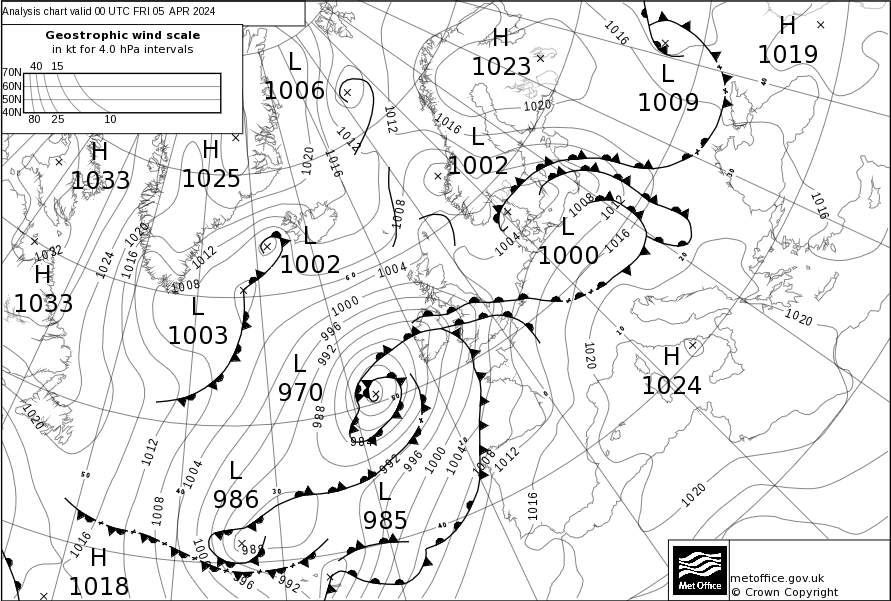 Analysis chart valid 00 UTC FRI 05 APR 2024
Geostrophic wind scale
in kt for 4.0 hPa intervals
40 15
70N
60N
50N
40N
80 25 10
L
1006
H
1023
H
1019
L
1009
L
1002
H
1033
H
1025
L
1000
L
1002
H
1033
L
1003
L
970
H
1024
L
986
L
985
H
1018
1016
1020
1016
1012
1012
1020
1016
1008
1004
1008
1012
1016
1016
1032
1024
1016
1020
1012
1008
1004
1000
996
992
988
984
1020
1020
1020
1012
1004
1008
1016
992
996
1000
1004
1008
1012
1016
1020
988
996
992
60
50
40
30
50
40
10
0
10
20
30
40
Met Office
metoffice.gov.uk
© Crown Copyright